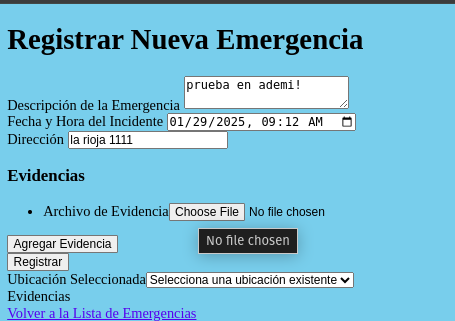 Registrar Nueva Emergencia
Descripción de la Emergencia prueba en ademi!
Fecha y Hora del Incidente 01/29/2025, 09:12 AM
Dirección la rioja 1111
Evidencias
• Archivo de Evidencia Choose File No file chosen
Agregar Evidencia No file chosen
Registrar
Ubicación Seleccionada Selecciona una ubicación existente
Evidencias
Volver a la Lista de Emergencias